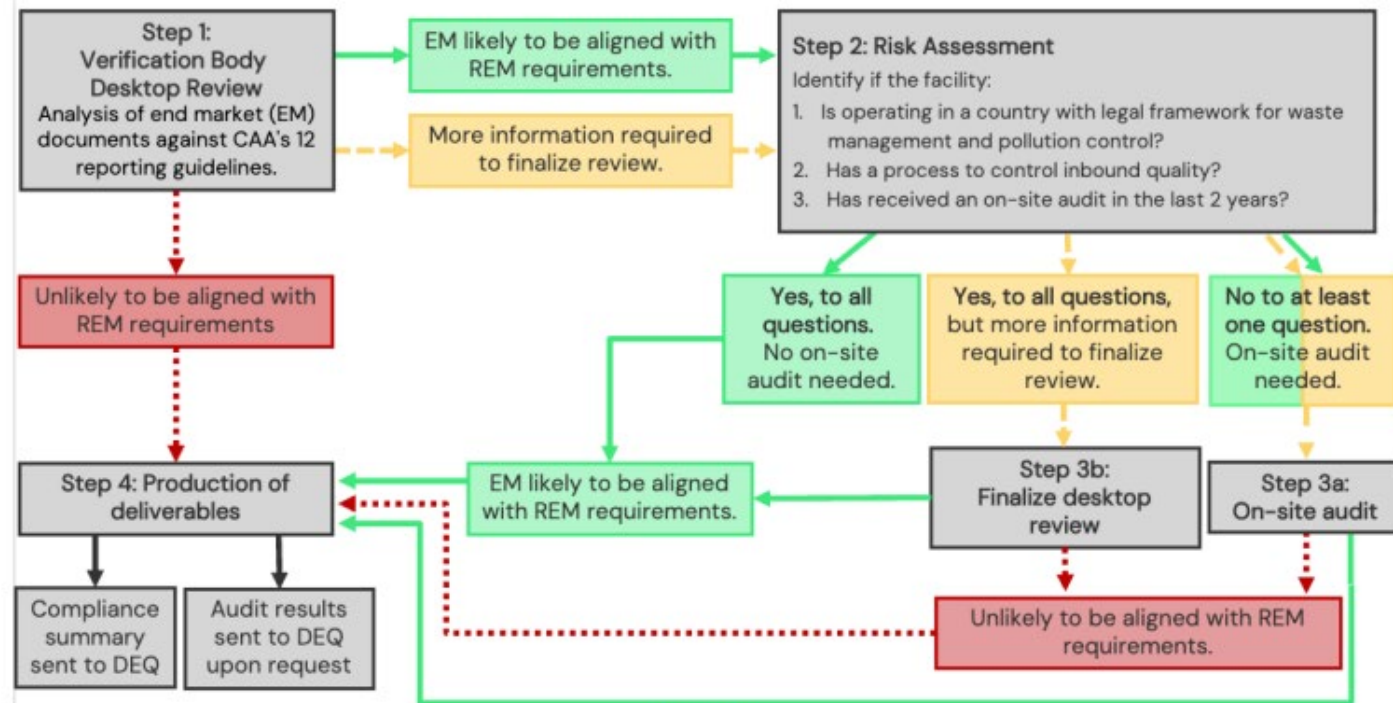 Step 1:
Verification Body
Desktop Review
Analysis of end market (EM)
documents against CAA's 12
reporting guidelines.
EM likely to be aligned with
REM requirements.
More information required
to finalize review.
Step 2: Risk Assessment
Identify if the facility:
1. Is operating in a country with legal framework for waste
management and pollution control?
2. Has a process to control inbound quality?
3. Has received an on-site audit in the last 2 years?
Unlikely to be aligned with
REM requirements
Yes, to all
questions.
No on-site
audit needed.
Yes, to all questions,
but more information
required to finalize
review.
No to at least
one question.
On-site audit
needed.
Step 4: Production of
deliverables
EM likely to be aligned
with REM requirements.
Step 3b:
Finalize desktop
review
Step 3a:
On-site audit
Compliance
summary
sent to DEQ
Audit results
sent to DEQ
upon request
Unlikely to be aligned with REM
requirements.